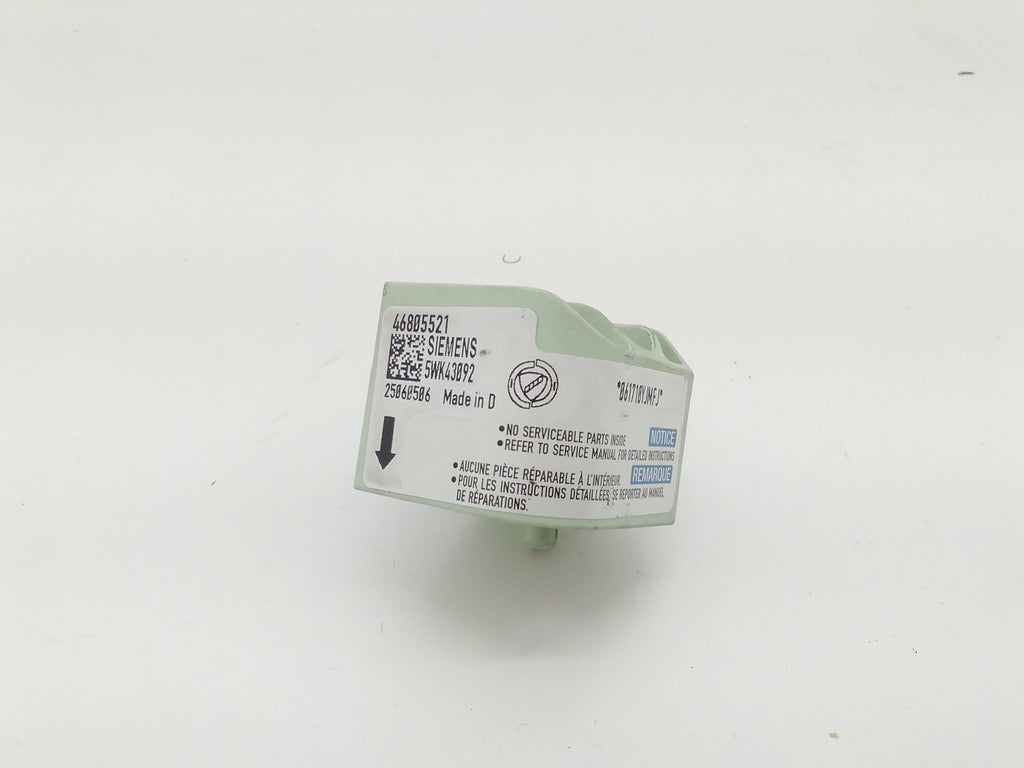 46805521
SIEMENS
5WK43092
25060506 Made in D
*061710YJMFJ*
• NO SERVICEABLE PARTS INSIDE NOTICE
• REFER TO SERVICE MANUAL FOR DETAILED INSTRUCTIONS
• AUCUNE PIÈCE RÉPARABLE À L'INTÉRIEUR. REMARQUE
• POUR LES INSTRUCTIONS DÉTAILLÉES, SE REPORTER AU MANUEL
DE RÉPARATIONS.